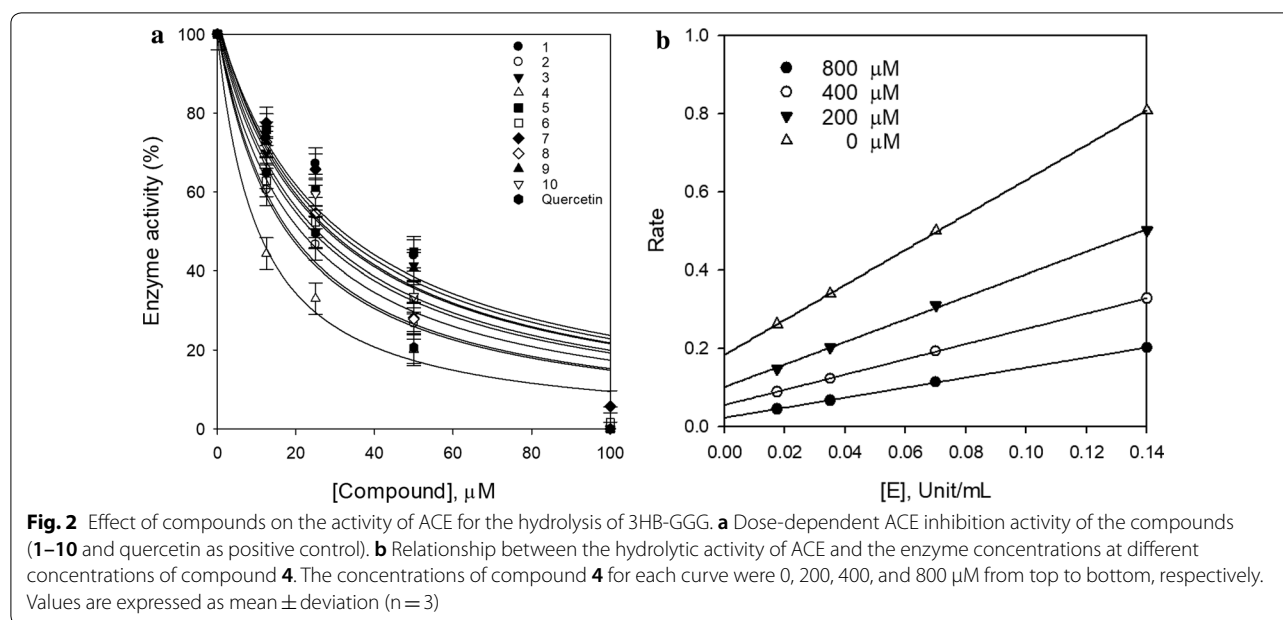 a
100
80
60
40
20
0
Enzyme activity (%)
0 20 40 60 80 100
[Compound], μM
1
2
3
4
5
6
7
8
9
10
Quercetin
b
1.0
0.8
0.6
0.4
0.2
0.0
Rate
800 μM
400 μM
200 μM
0 μM
0.00 0.02 0.04 0.06 0.08 0.10 0.12 0.14
[E], Unit/mL
Fig. 2 Effect of compounds on the activity of ACE for the hydrolysis of 3HB-GGG. a Dose-dependent ACE inhibition activity of the compounds
(1–10 and quercetin as positive control). b Relationship between the hydrolytic activity of ACE and the enzyme concentrations at different
concentrations of compound 4. The concentrations of compound 4 for each curve were 0, 200, 400, and 800 μM from top to bottom, respectively.
Values are expressed as mean ± deviation (n = 3)